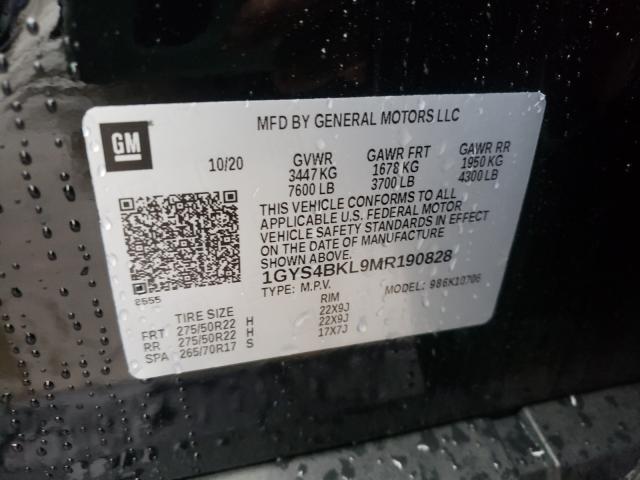 GM
MFD BY GENERAL MOTORS LLC
10/20 GVWR GAWR FRT GAWR RR
3447 KG 1678 KG 1950 KG
7600 LB 3700 LB 4300 LB
THIS VEHICLE CONFORMS TO ALL
APPLICABLE U.S. FEDERAL MOTOR
VEHICLE SAFETY STANDARDS IN EFFECT
ON THE DATE OF MANUFACTURE
SHOWN ABOVE.
1GYS4BKL9MR190828
TYPE: M.P.V. MODEL: 986K10706
2555
TIRE SIZE RIM
FRT 275/50R22 H 22X9J
RR 275/50R22 H 22X9J
SPA 265/70R17 S 17X7J